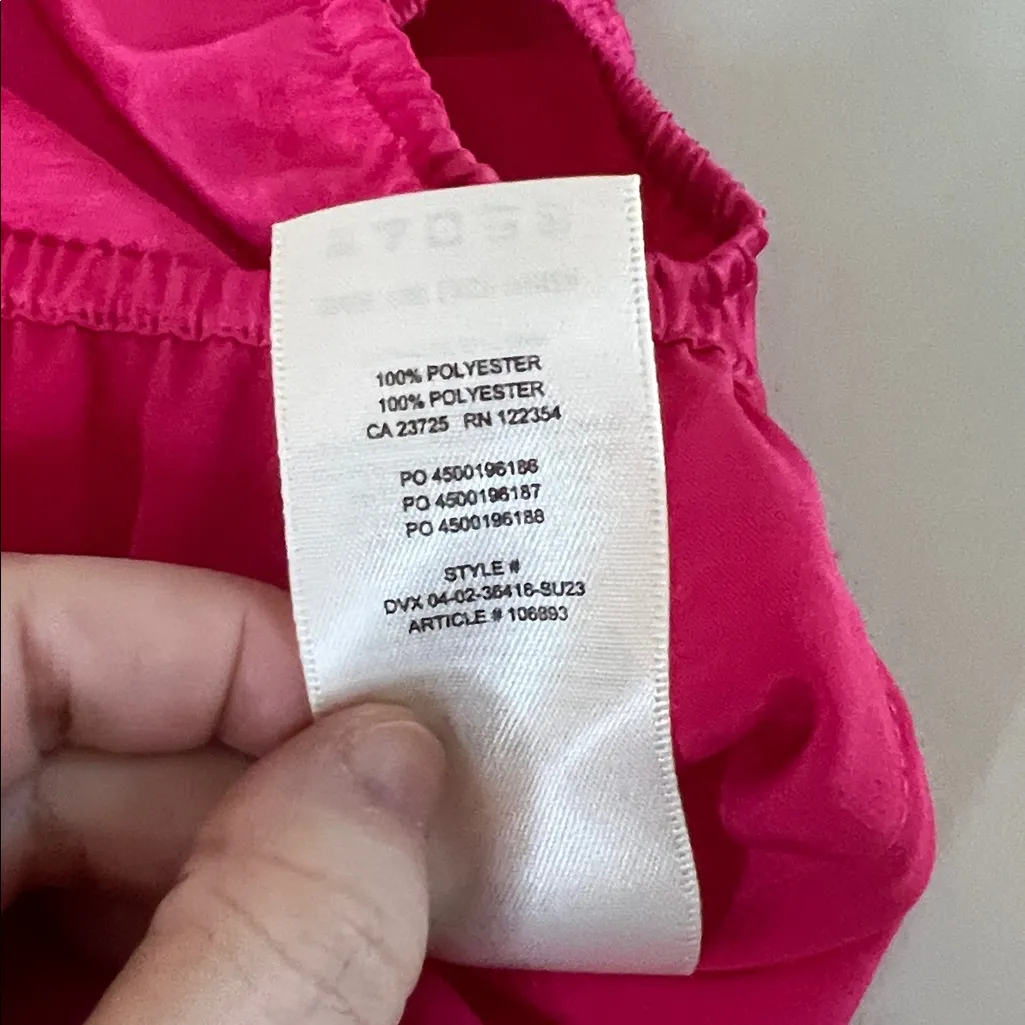 100% POLYESTER
100% POLYESTER
CA 23725 RN 122354
PO 4500196186
PO 4500196187
PO 4500196188
STYLE #
DVX 04-02-36416-SU23
ARTICLE # 106893